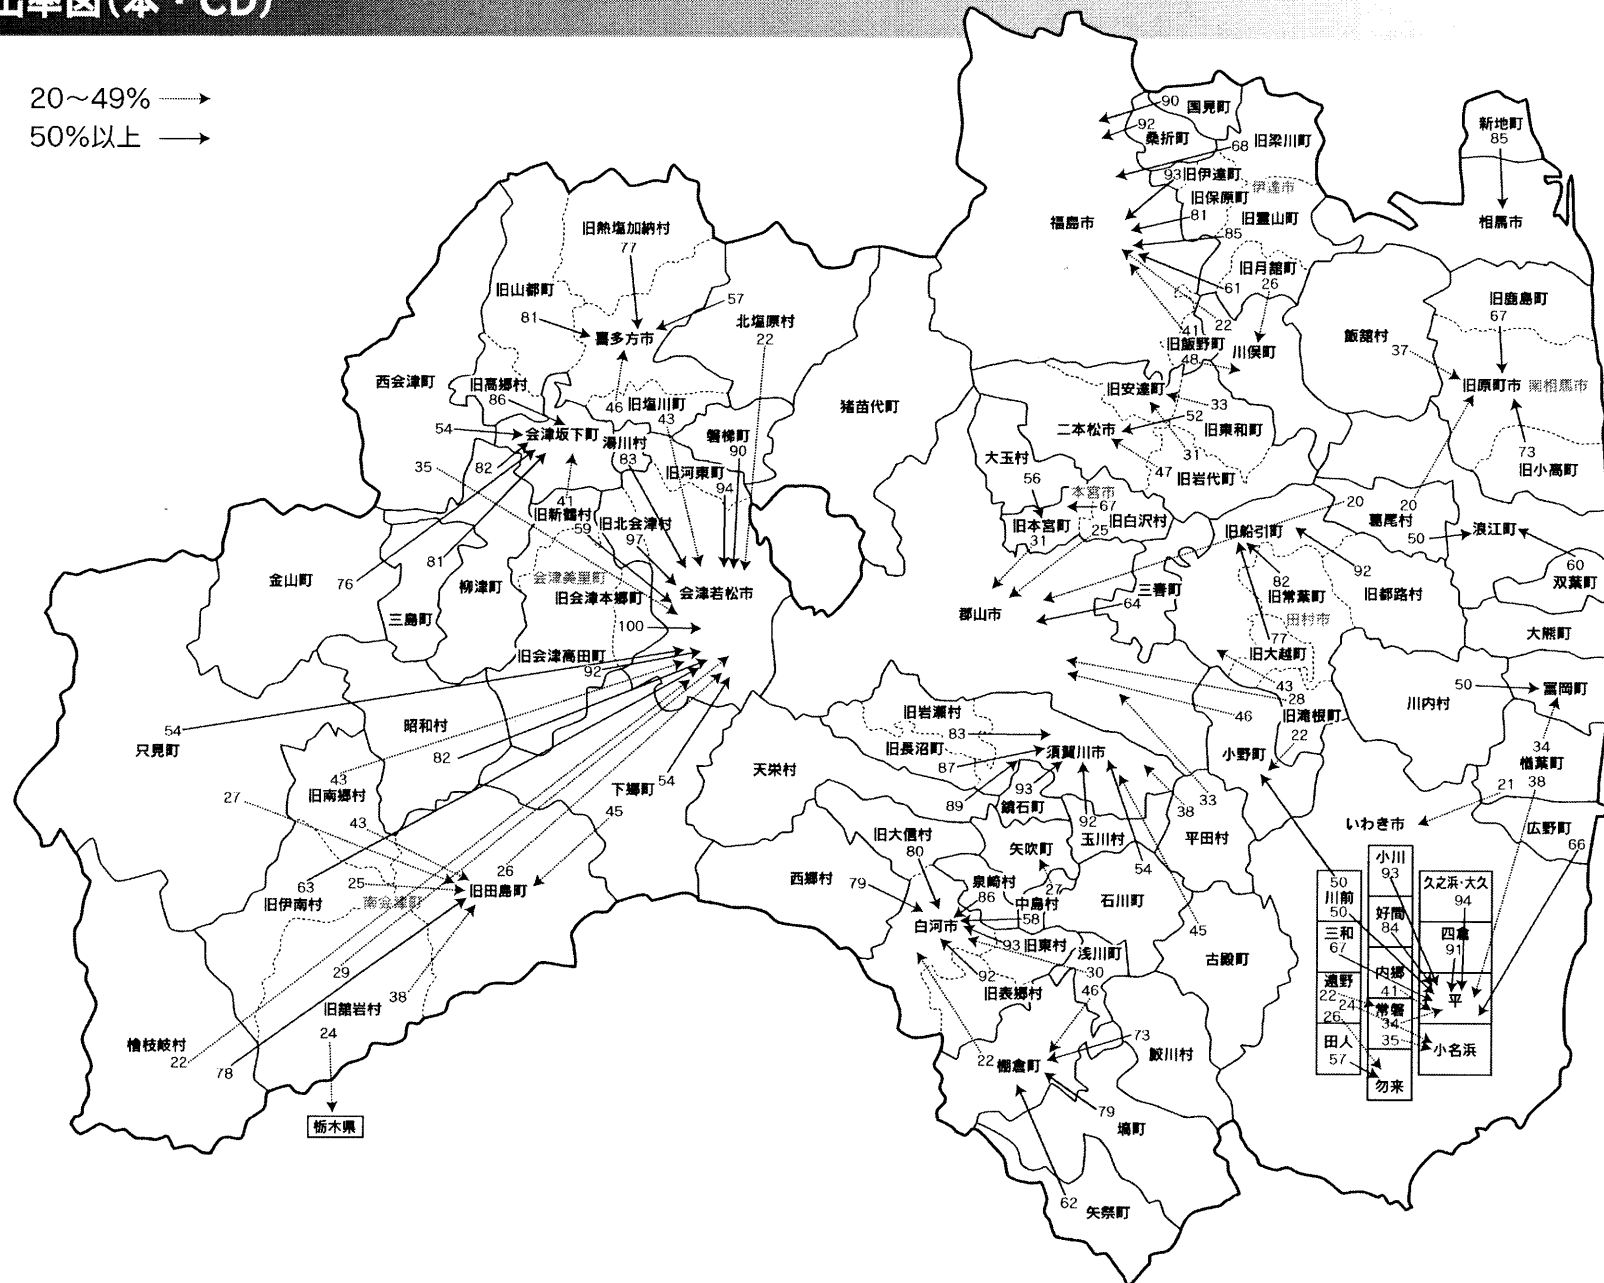 出率図(本・CD)
20～49%
50%以上
90
国見町
92
桑折町
68
旧梁川町
新地町
85
93
旧伊達町
伊達市
旧保原町
81
旧霊山町
福島市
相馬市
85
旧熱塩加納村
77
旧月舘町
26
61
旧山都町
57
旧鹿島町
67
81
北塩原村
22
22
41
喜多方市
旧飯野町
48
川俣町
飯舘村
37
西会津町
旧高郷村
86
旧原町市
南相馬市
46
旧塩川町
43
猪苗代町
旧安達町
33
52
54
会津坂下町
湯川村
83
磐梯町
90
二本松市
旧東和町
31
73
旧小高町
35
82
旧河東町
94
大玉村
56
47
旧岩代町
本宮市
67
20
20
41
旧新鶴村
59
旧北会津村
97
旧本宮町
31
25
旧白沢村
旧船引町
葛尾村
50
浪江町
60
双葉町
金山町
76
81
柳津町
会津美里町
会津若松市
82
旧常葉町
92
旧都路村
三島町
旧会津本郷町
100
郡山市
64
三春町
田村市
大熊町
旧会津高田町
92
77
旧大越町
43
28
50
富岡町
54
只見町
昭和村
82
旧岩瀬村
83
46
旧滝根町
22
川内村
43
旧南郷村
旧長沼町
87
須賀川市
小野町
34
楢葉町
38
27
下郷町
54
天栄村
89
93
鏡石町
33
38
21
43
45
92
玉川村
平田村
いわき市
広野町
66
旧大信村
80
矢吹町
54
小川
93
63
26
西郷村
79
泉崎村
86
27
石川町
50
川前
50
久之浜・大久
94
25
旧田島町
旧伊南村
南会津町
中島村
58
好間
84
白河市
45
三和
67
四倉
91
93
旧東村
浅川町
古殿町
29
30
92
旧表郷村
46
内郷
41
遠野
22
24
26
平
38
旧舘岩村
24
常磐
34
35
檜枝岐村
22
73
鮫川村
田人
57
小名浜
78
22
棚倉町
勿来
栃木県
79
塙町
62
矢祭町